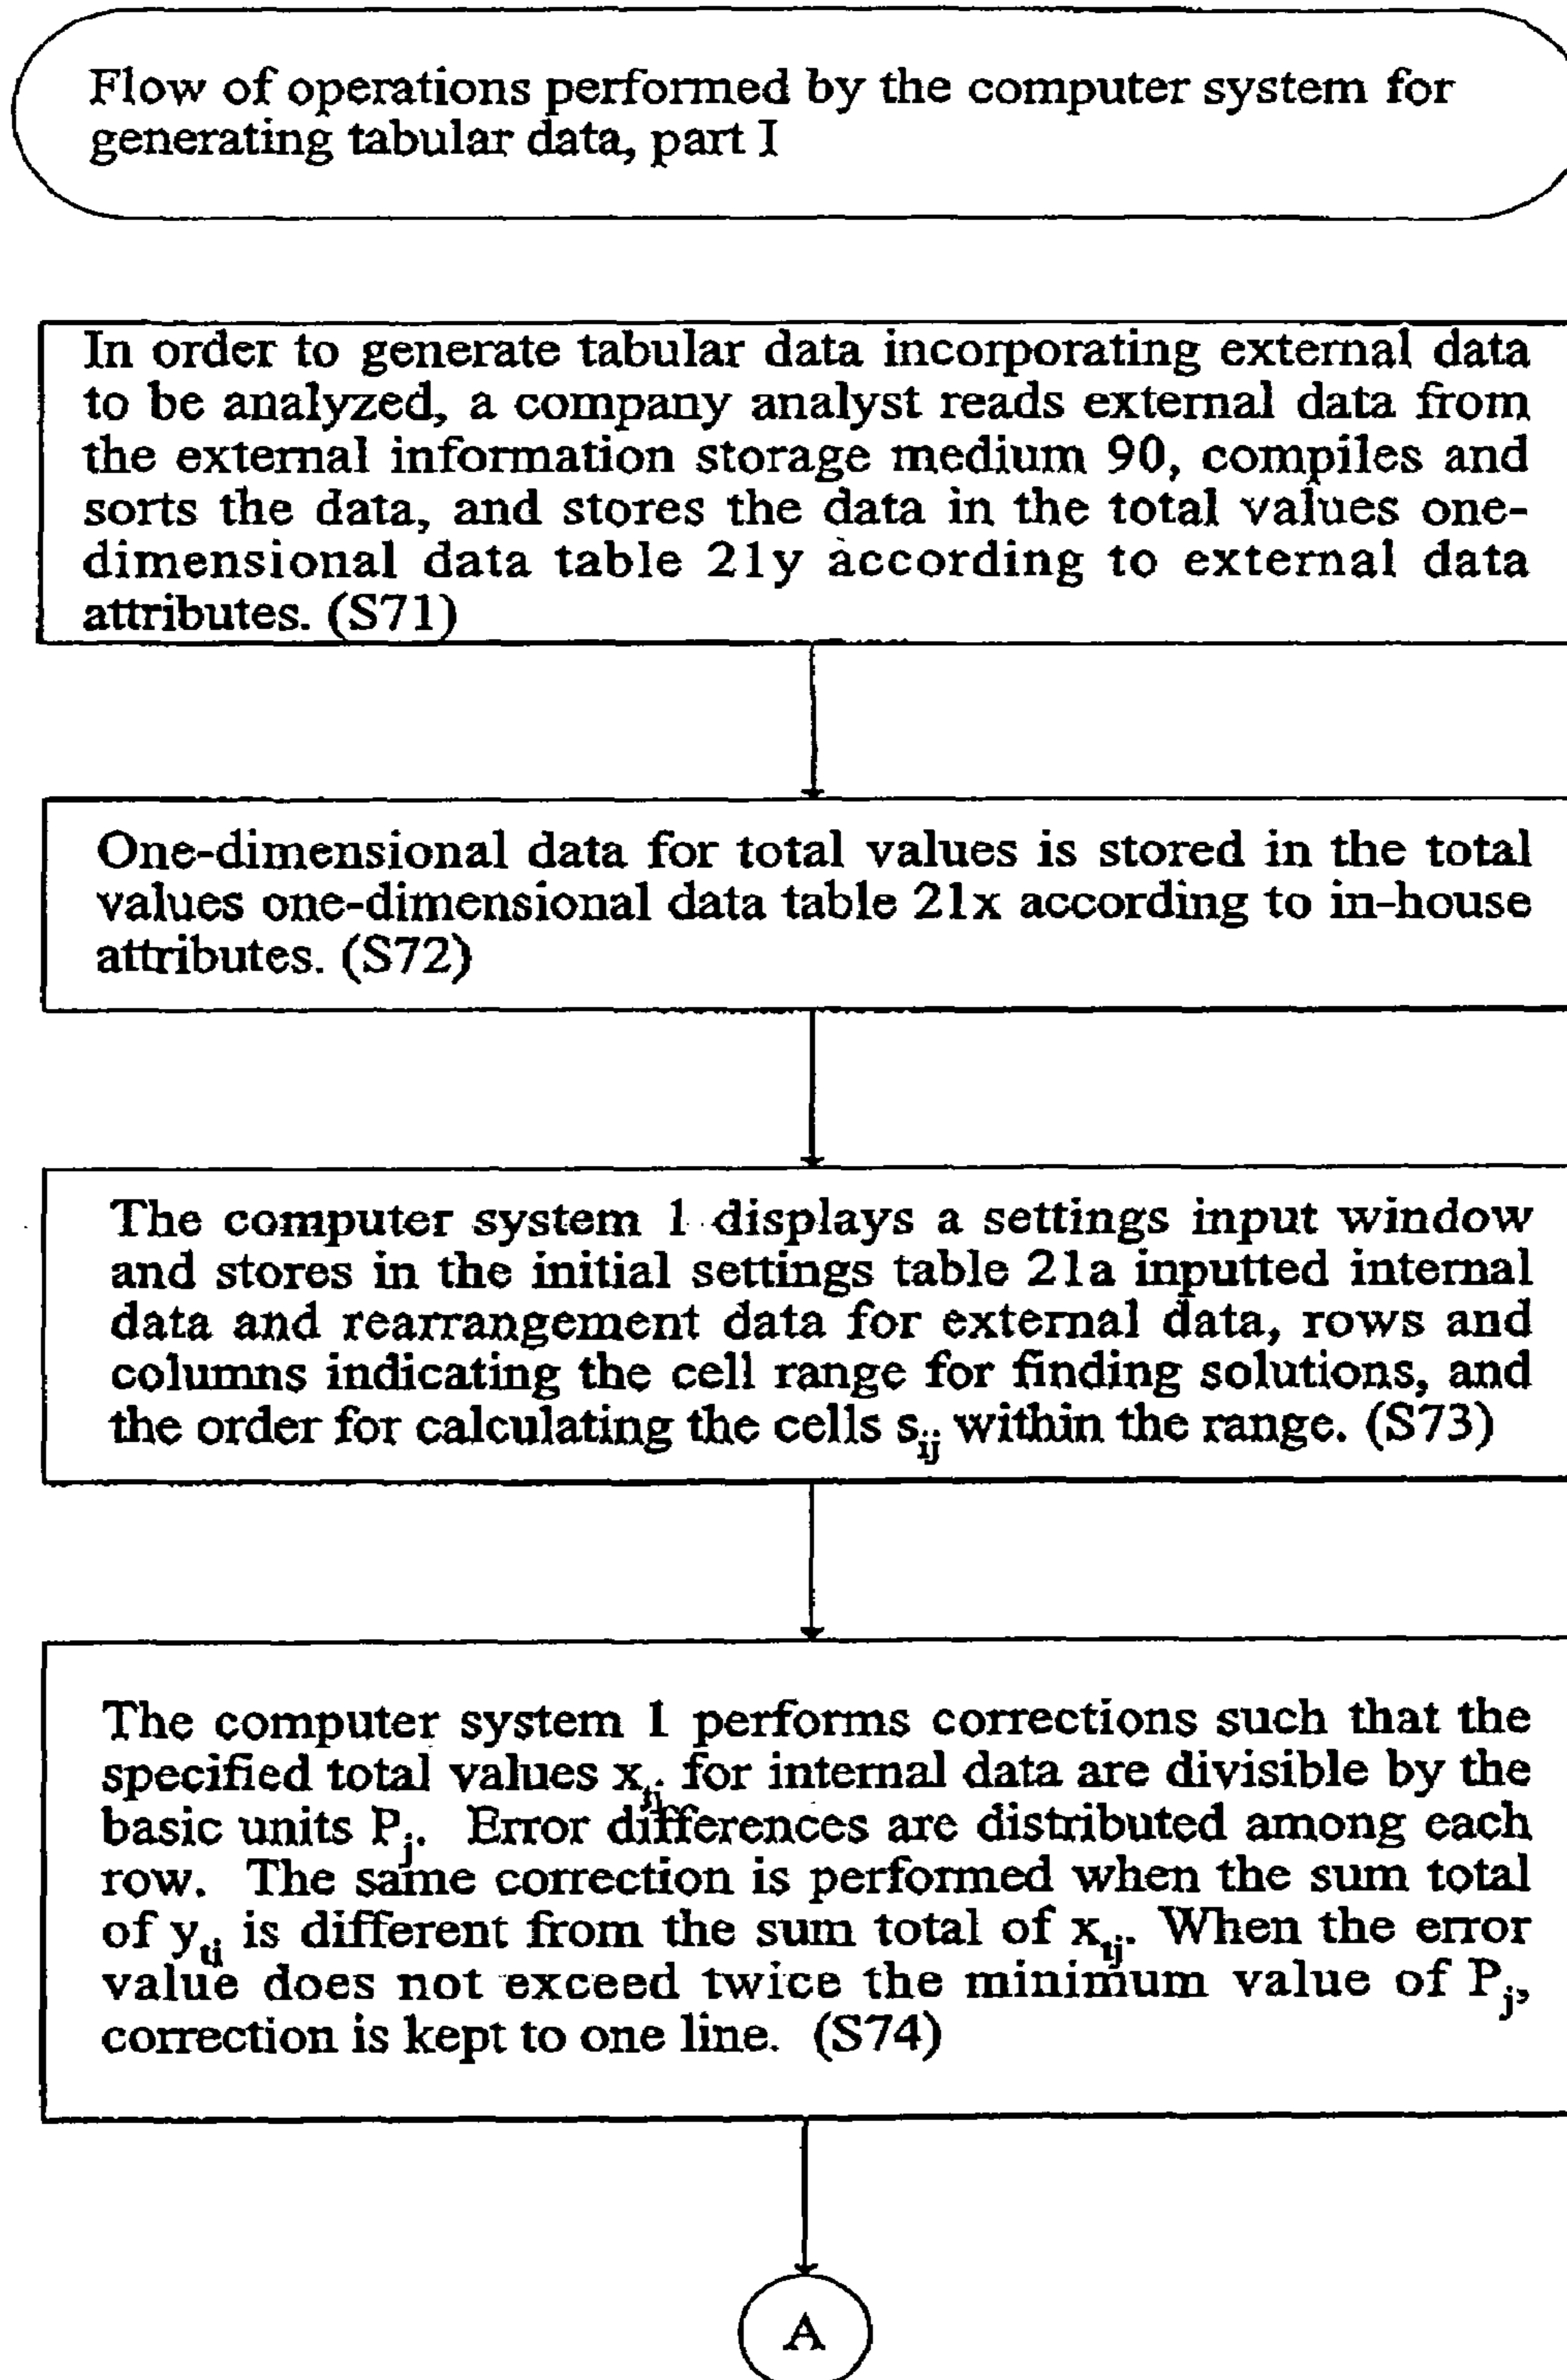 Flow of operations performed by the computer system for
generating tabular data, part I
In order to generate tabular data incorporating external data
to be analyzed, a company analyst reads external data from
the external information storage medium 90, compiles and
sorts the data, and stores the data in the total values one-
dimensional data table 21y according to external data
attributes. (S71)
One-dimensional data for total values is stored in the total
values one-dimensional data table 21x according to in-house
attributes. (S72)
The computer system 1 displays a settings input window
and stores in the initial settings table 21a inputted internal
data and rearrangement data for external data, rows and
columns indicating the cell range for finding solutions, and
the order for calculating the cells s_ij within the range. (S73)
The computer system 1 performs corrections such that the
specified total values for internal data are divisible by the
basic units P_j. Error differences are distributed among each
row. The same correction is performed when the sum total
of y_tj is different from the sum total of x_tj. When the error
value does not exceed twice the minimum value of P_j,
correction is kept to one line. (S74)
A